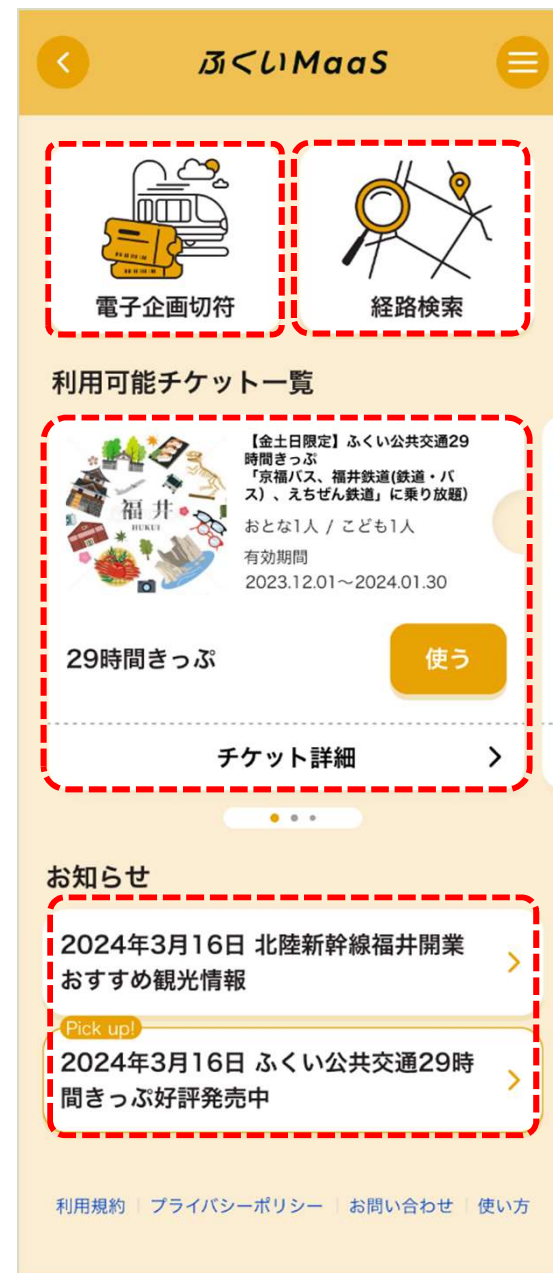 ふくいMaaS
電子企画切符
経路検索
利用可能チケット一覧
【金土日限定】ふくい公共交通29
時間きっぷ
「京福バス、福井鉄道(鉄道・バ
ス）、えちぜん鉄道」に乗り放題)
おとな1人 / こども1人
有効期間
2023.12.01～2024.01.30
福井
HUKUI
29時間きっぷ
使う
チケット詳細
お知らせ
2024年3月16日 北陸新幹線福井開業
おすすめ観光情報
Pick up!
2024年3月16日 ふくい公共交通29時
間きっぷ好評発売中
利用規約 | プライバシーポリシー | お問い合わせ | 使い方